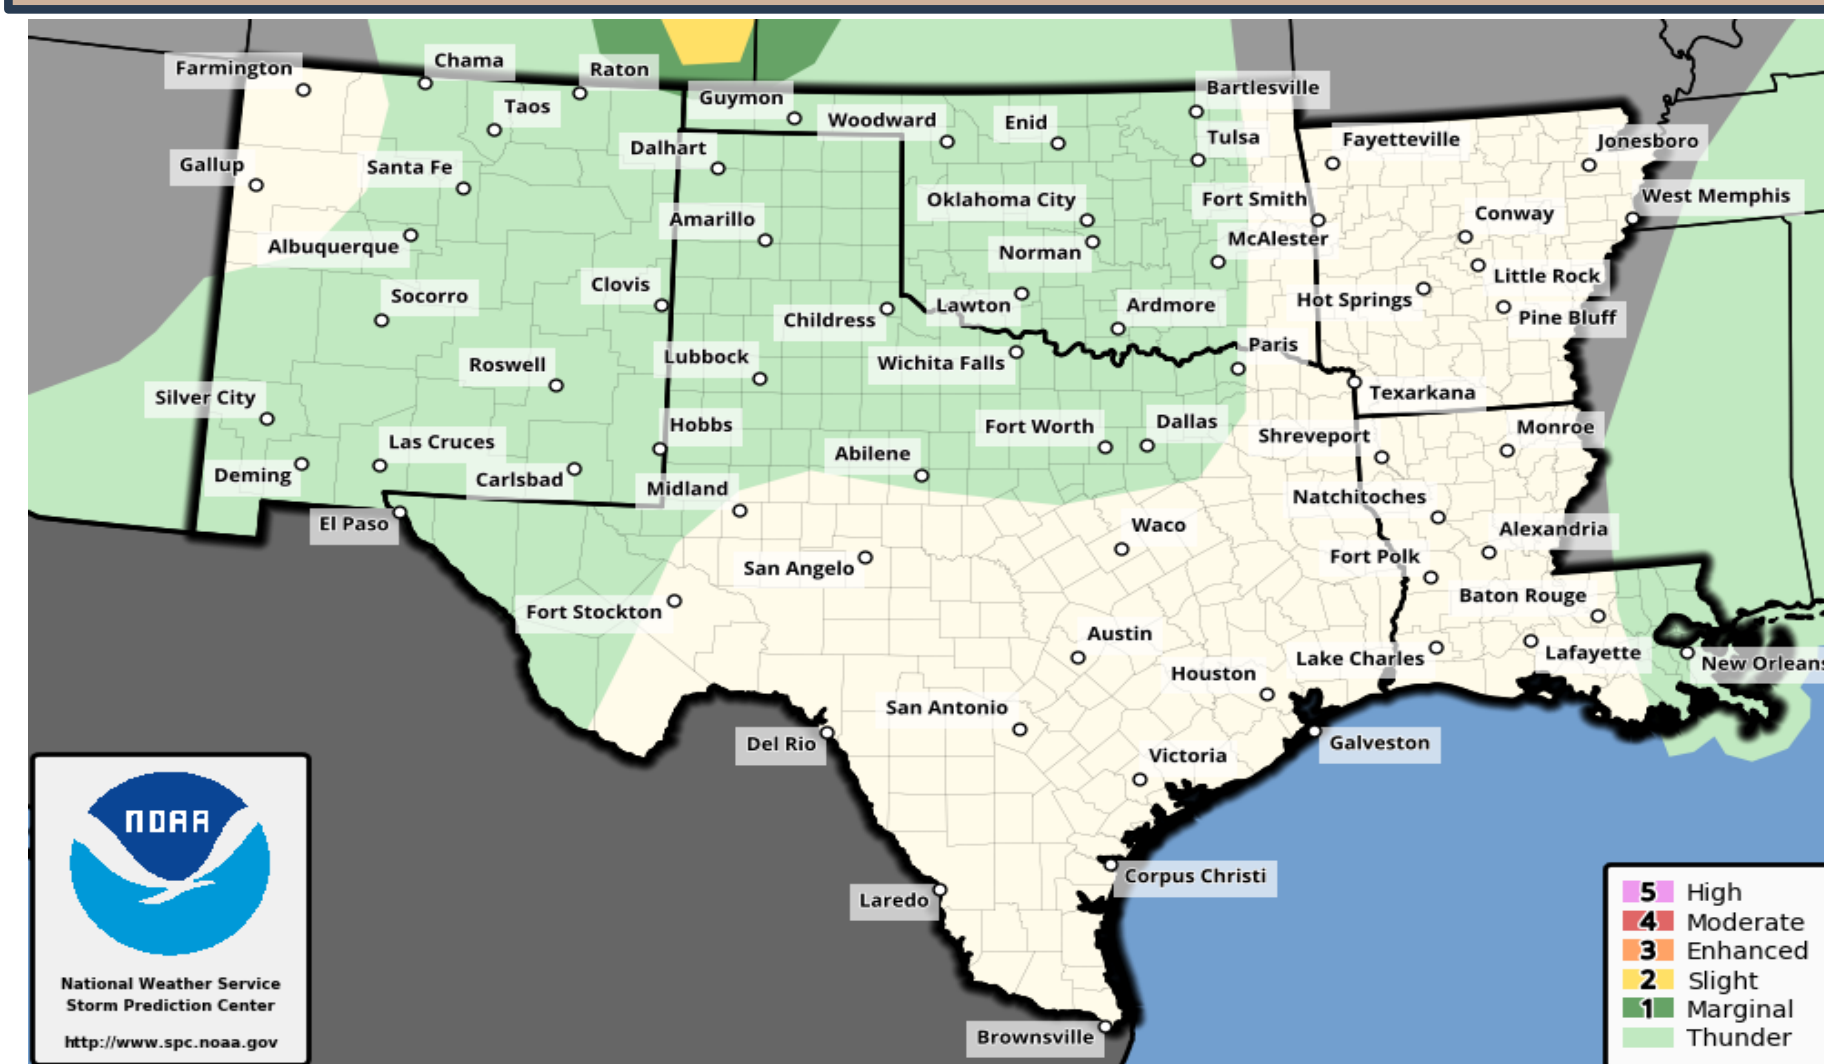 Farmington
Chama
Raton
Taos
Guymon
Woodward
Enid
Bartlesville
Tulsa
Fayetteville
Jonesboro
Gallup
Santa Fe
Dalhart
Amarillo
Oklahoma City
Norman
Fort Smith
McAlester
Conway
West Memphis
Albuquerque
Socorro
Clovis
Childress
Lawton
Ardmore
Hot Springs
Little Rock
Pine Bluff
Roswell
Lubbock
Wichita Falls
Paris
Texarkana
Silver City
Las Cruces
Hobbs
Abilene
Fort Worth
Dallas
Shreveport
Monroe
Deming
Carlsbad
Midland
Natchitoches
El Paso
San Angelo
Waco
Fort Polk
Alexandria
Fort Stockton
Austin
Baton Rouge
Houston
Lake Charles
Lafayette
New Orleans
San Antonio
Del Rio
Victoria
Galveston
Laredo
Corpus Christi
Brownsville
NOAA
National Weather Service
Storm Prediction Center
http://www.spc.noaa.gov
5 High
4 Moderate
3 Enhanced
2 Slight
1 Marginal
Thunder